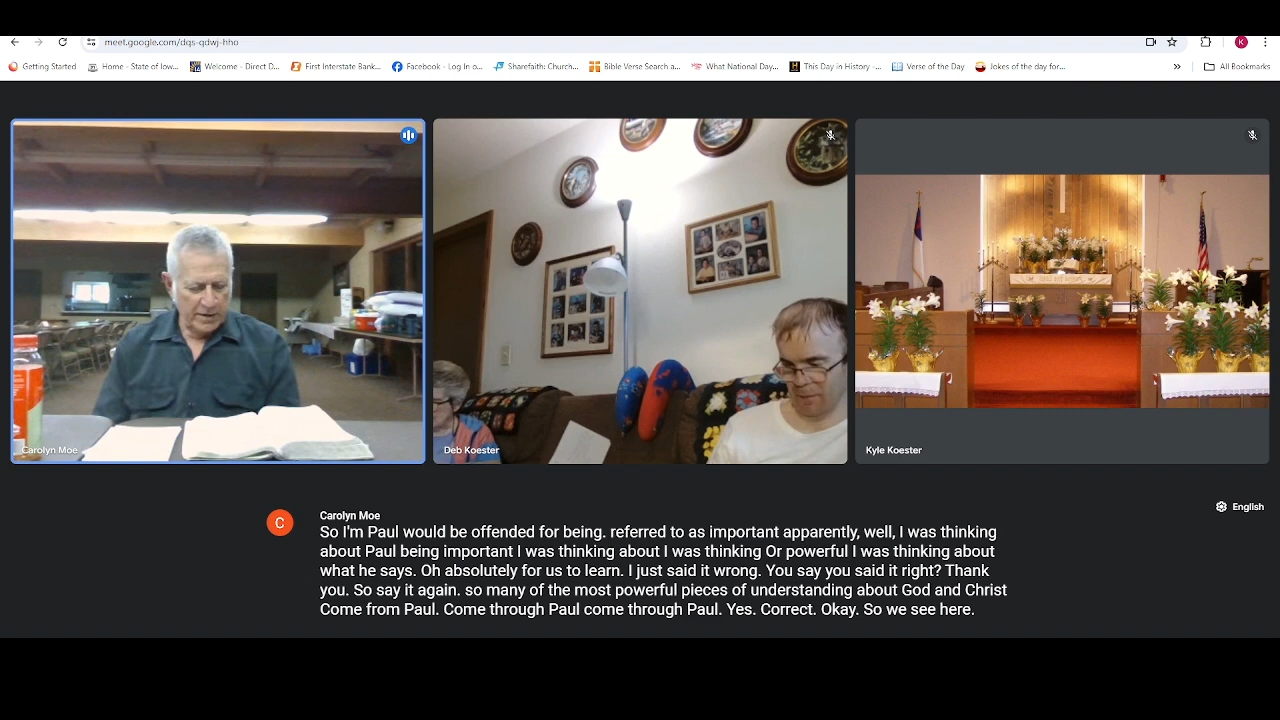 meet.google.com/dqs-qdwj-hho
K
Getting Started
Home - State of Iow...
Welcome - Direct D...
First Interstate Bank...
Facebook - Log In o...
Sharefaith: Church...
Bible Verse Search a...
What National Day...
This Day in History -...
Verse of the Day
Jokes of the day for...
»
All Bookmarks
Carolyn Moe
Deb Koester
Kyle Koester
English
C
Carolyn Moe
So I'm Paul would be offended for being. referred to as important apparently, well, I was thinking
about Paul being important I was thinking about I was thinking Or powerful I was thinking about
what he says. Oh absolutely for us to learn. I just said it wrong. You say you said it right? Thank
you. So say it again. so many of the most powerful pieces of understanding about God and Christ
Come from Paul. Come through Paul come through Paul. Yes. Correct. Okay. So we see here.